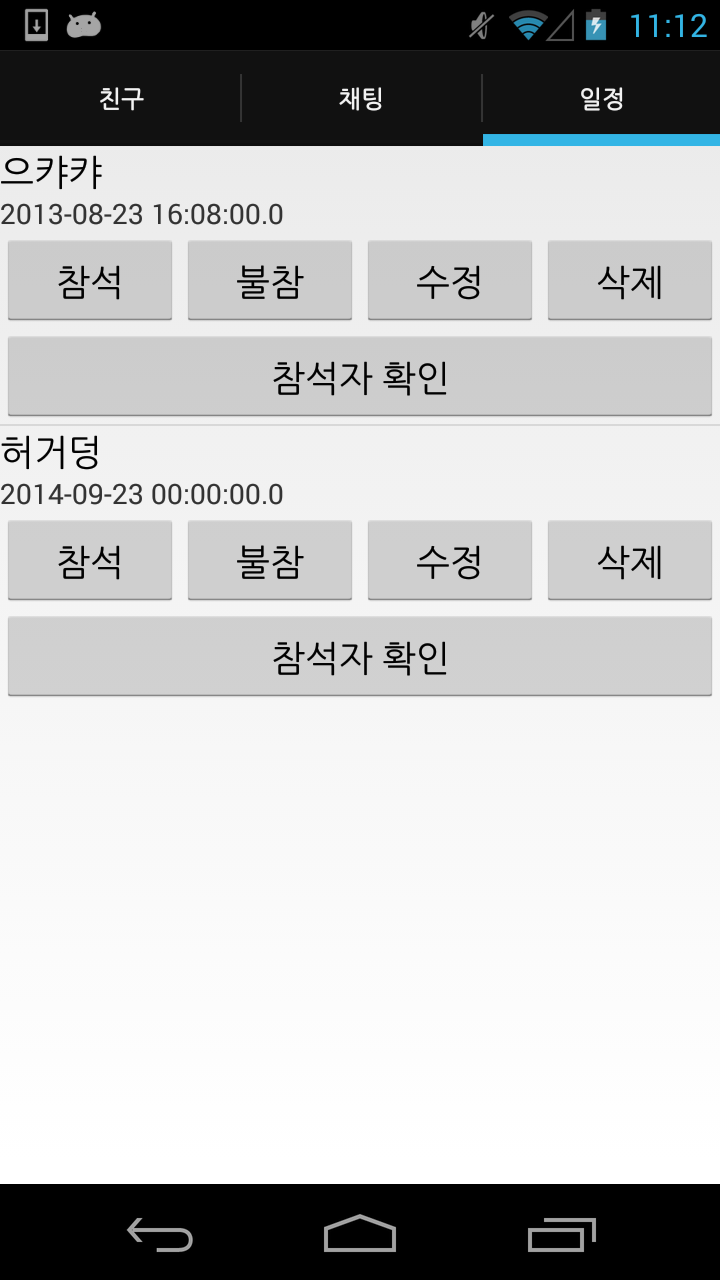 11:12
친구 채팅 일정
으캬캬
2013-08-23 16:08:00.0
참석 불참 수정 삭제
참석자 확인
허거덩
2014-09-23 00:00:00.0
참석 불참 수정 삭제
참석자 확인